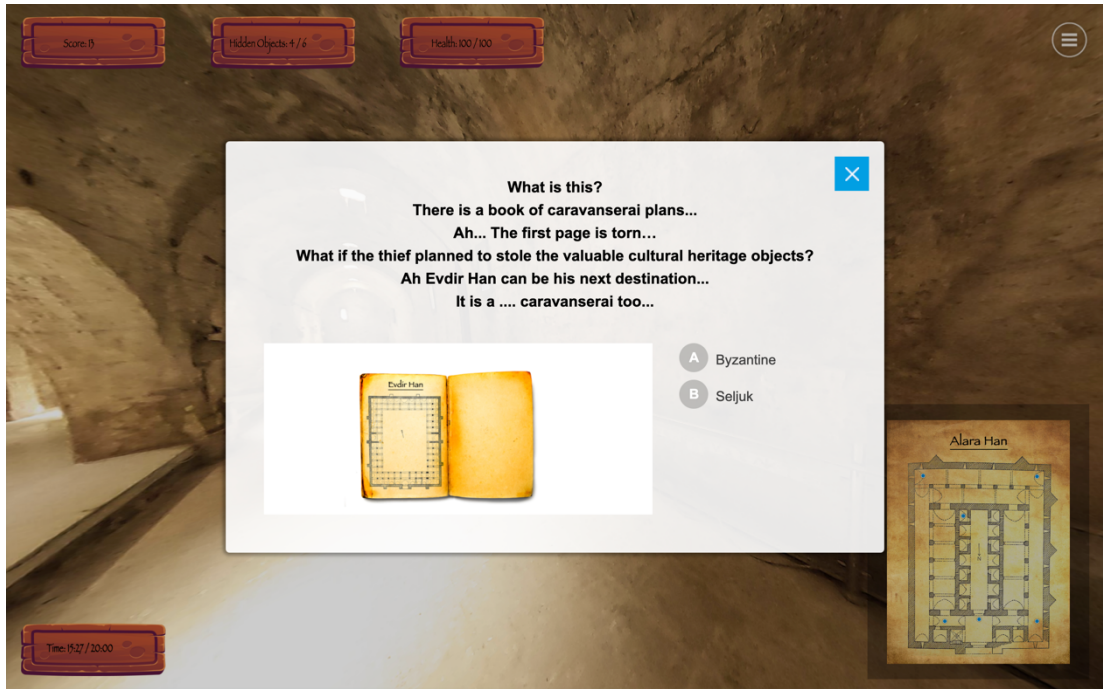 Score: 13
Hidden Objects: 4 / 6
Health: 100 / 100
What is this?
There is a book of caravanserai plans...
Ah... The first page is torn…
What if the thief planned to stole the valuable cultural heritage objects?
Ah Evdir Han can be his next destination...
It is a .... caravanserai too...
Evdir Han
A Byzantine
B Seljuk
Alara Han
Time: 15:27 / 20:00